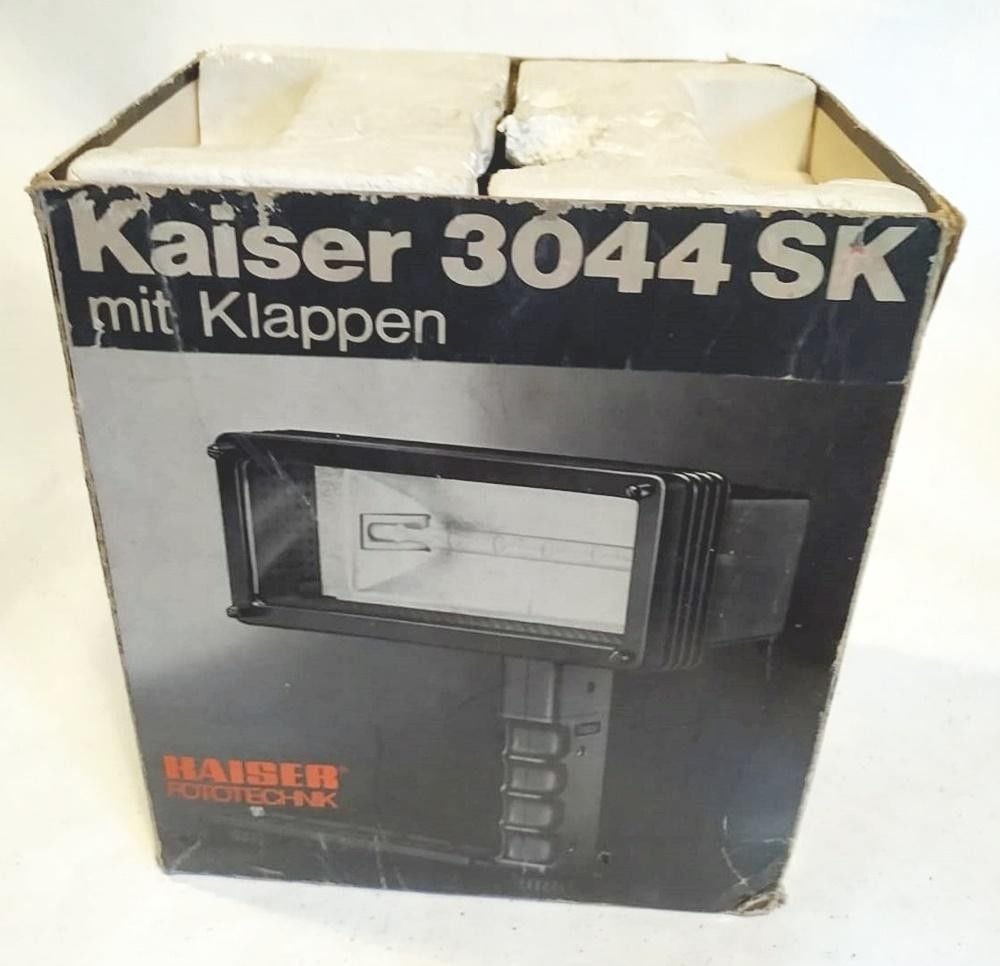 Kaiser 3044 SK
mit Klappen
KAISER®
FOTOTECHNIK